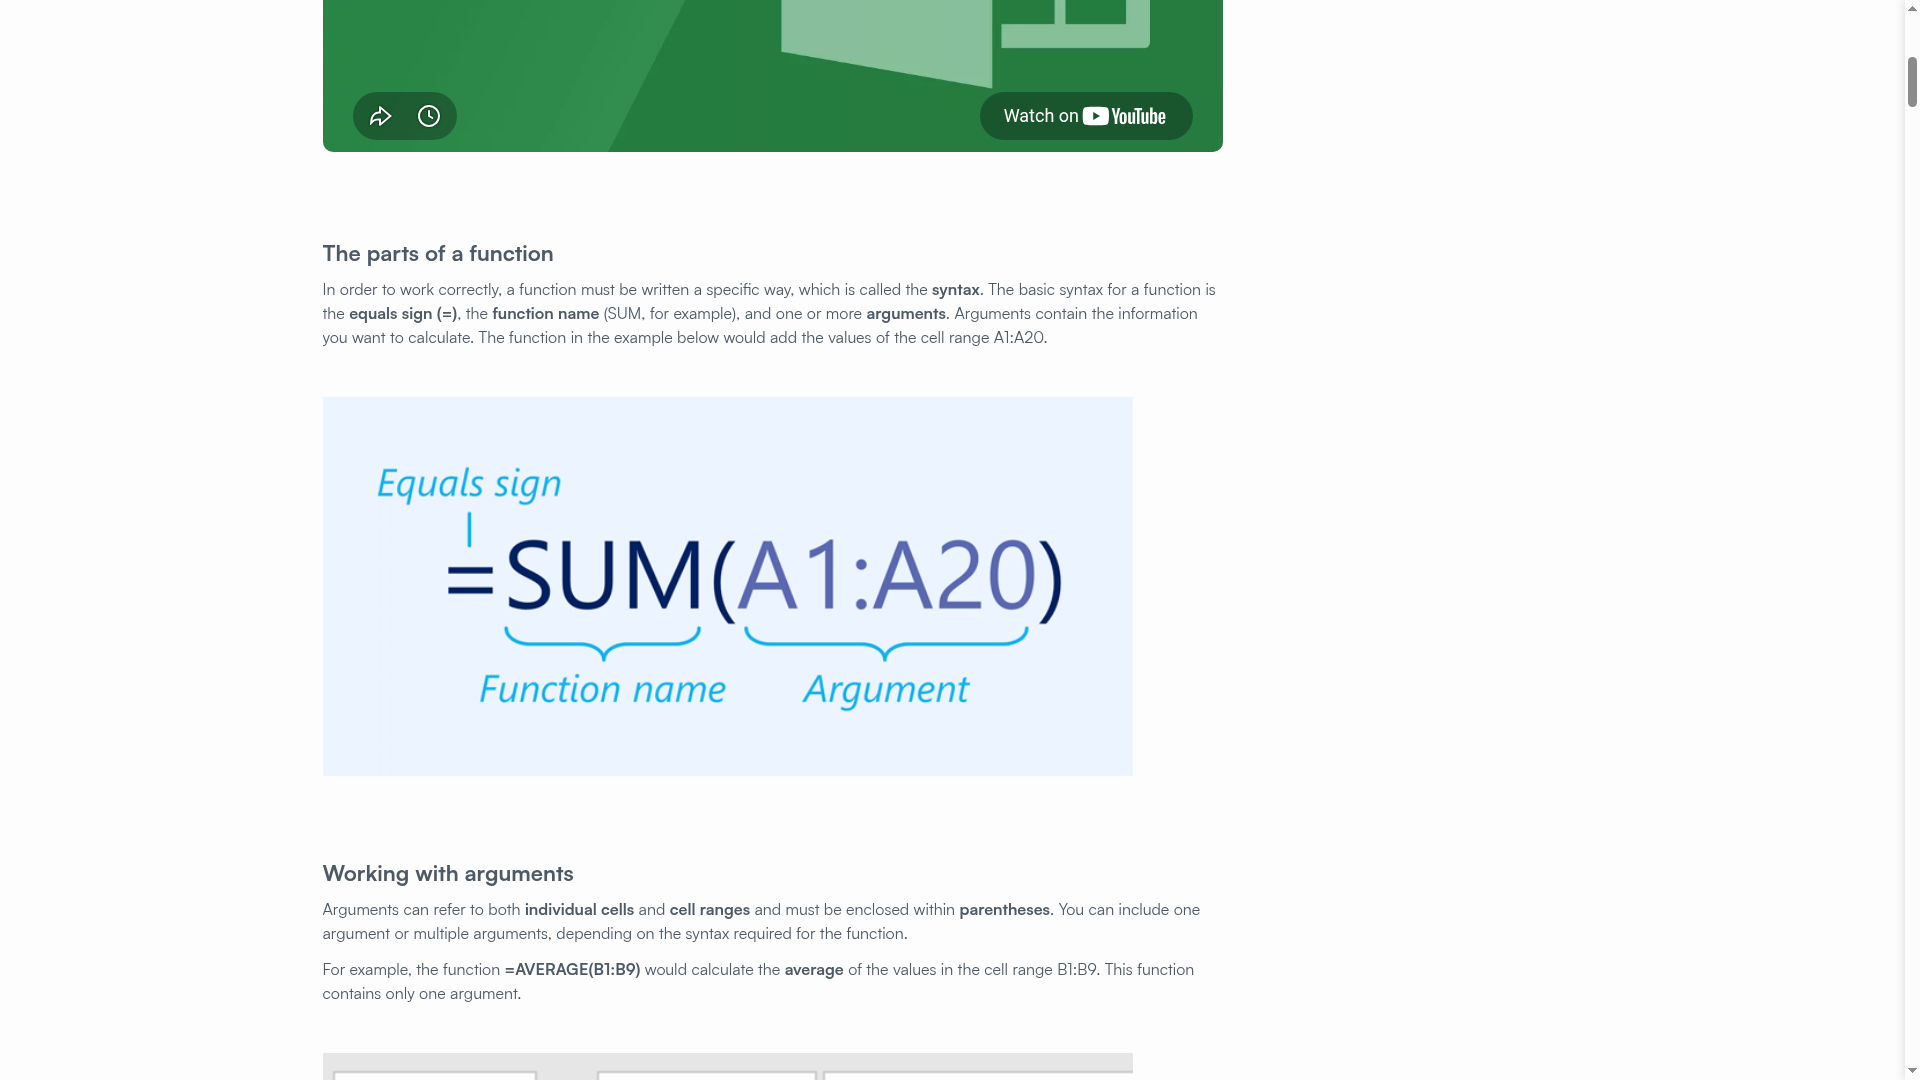 Watch on YouTube
The parts of a function
In order to work correctly, a function must be written a specific way, which is called the syntax. The basic syntax for a function is
the equals sign (=), the function name (SUM, for example), and one or more arguments. Arguments contain the information
you want to calculate. The function in the example below would add the values of the cell range A1:A20.
Equals sign
=SUM(A1:A20)
Function name Argument
Working with arguments
Arguments can refer to both individual cells and cell ranges and must be enclosed within parentheses. You can include one
argument or multiple arguments, depending on the syntax required for the function.
For example, the function =AVERAGE(B1:B9) would calculate the average of the values in the cell range B1:B9. This function
contains only one argument.